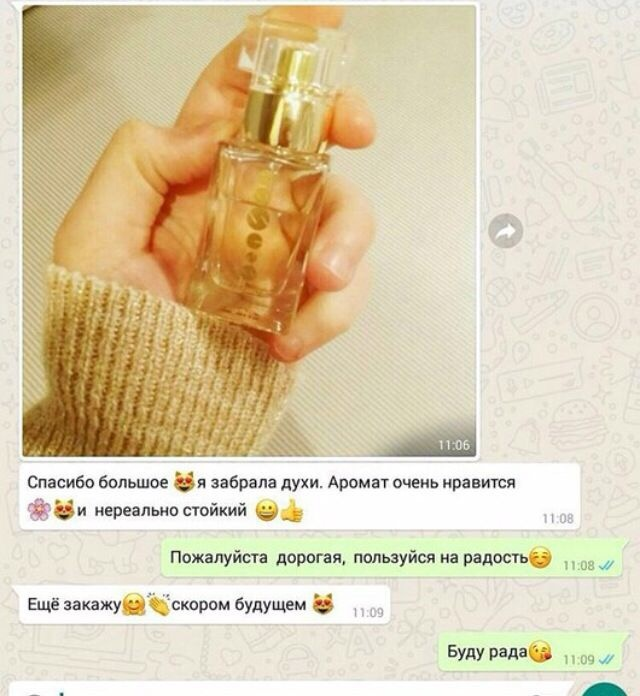 11:06
Спасибо большое 😻я забрала духи. Аромат очень нравится
🌸😻и нереально стойкий 😀👍
11:08
Пожалуйста дорогая, пользуйся на радость☺️ 11:08
Ещё закажу🤗👏скором будущем 😻 11:09
Буду рада😘 11:09